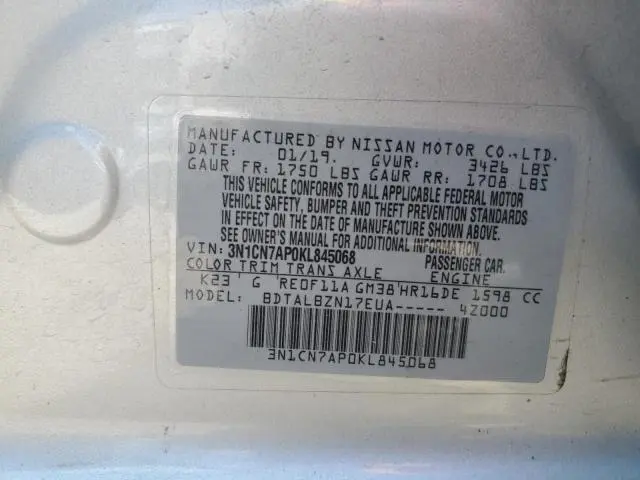 MANUFACTURED BY NISSAN MOTOR CO.,LTD.
DATE: 01/19. GVWR: 3426 LBS
GAWR FR: 1750 LBS GAWR RR: 1708 LBS
THIS VEHICLE CONFORMS TO ALL APPLICABLE FEDERAL MOTOR
VEHICLE SAFETY, BUMPER AND THEFT PREVENTION STANDARDS
IN EFFECT ON THE DATE OF MANUFACTURE SHOWN ABOVE.
SEE OWNER'S MANUAL FOR ADDITIONAL INFORMATION.
VIN: 3N1CN7AP0KL845068 PASSENGER CAR.
COLOR TRIM TRANS AXLE ENGINE
K23 G RE0F11A GM38 HR16DE 1598 CC
MODEL: BDTALBZN17EUA----- 4Z000
3N1CN7AP0KL845068